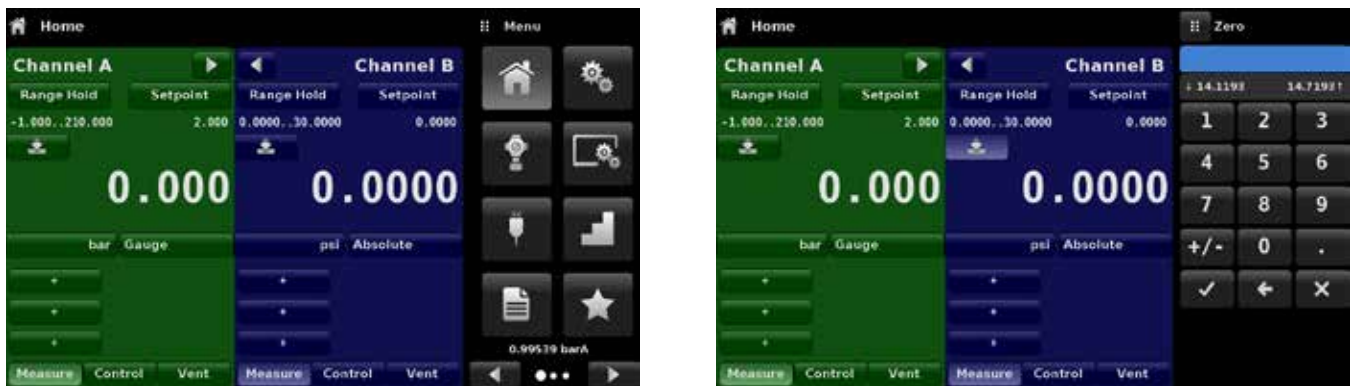 Home
Menu
Channel A
Channel B
Range Hold Setpoint
Range Hold Setpoint
-1.000..210.000 2.000
0.0000..30.0000 0.0000
0.000
0.0000
bar Gauge
psi Absolute
+
+
+
+
+
+
0.99539 barA
Measure Control Vent
Measure Control Vent
Home
Zero
Channel A
Channel B
Range Hold Setpoint
Range Hold Setpoint
-1.000..210.000 2.000
0.0000..30.0000 0.0000
↓ 14.1193 14.7193 ↑
0.000
0.0000
bar Gauge
psi Absolute
+
+
+
+
+
+
1 2 3
4 5 6
7 8 9
+/- 0 .
Measure Control Vent
Measure Control Vent